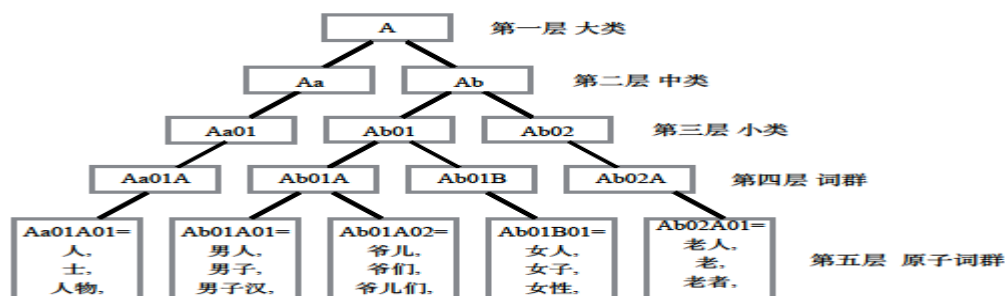 A 第一层 大类
Aa Ab 第二层 中类
Aa01 Ab01 Ab02 第三层 小类
Aa01A Ab01A Ab01B Ab02A 第四层 词群
Aa01A01=
人,
士,
人物,
Ab01A01=
男人,
男子,
男子汉,
Ab01A02=
爷儿,
爷们,
爷儿们,
Ab01B01=
女人,
女子,
女性,
Ab02A01=
老人,
老,
老者,
第五层 原子词群